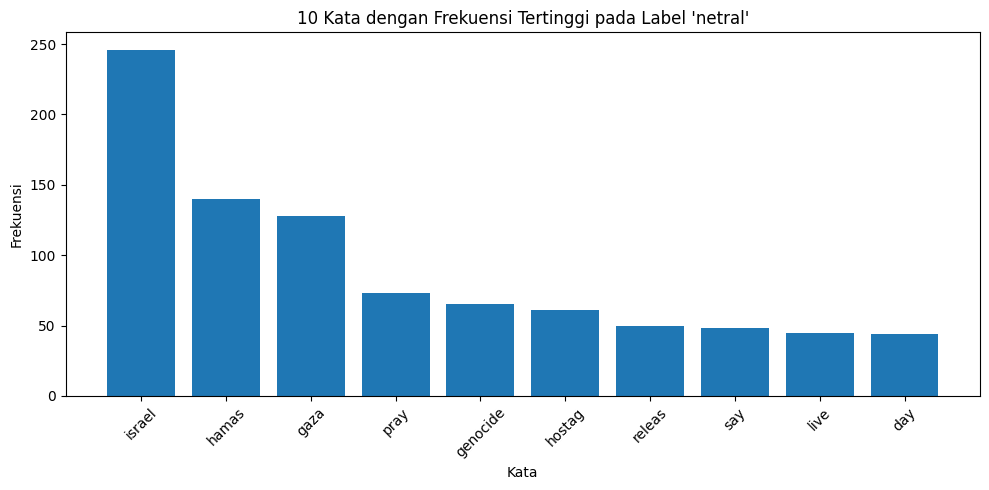 10 Kata dengan Frekuensi Tertinggi pada Label 'netral'
Frekuensi
250
200
150
100
50
0
israel
hamas
gaza
pray
genocide
hostag
releas
say
live
day
Kata